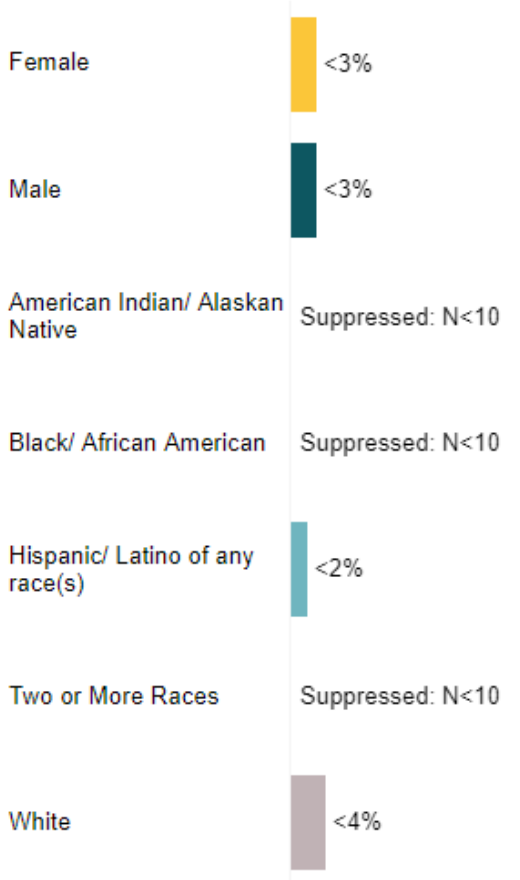 Female
<3%
Male
<3%
American Indian/ Alaskan
Native
Suppressed: N<10
Black/ African American
Suppressed: N<10
Hispanic/ Latino of any
race(s)
<2%
Two or More Races
Suppressed: N<10
White
<4%